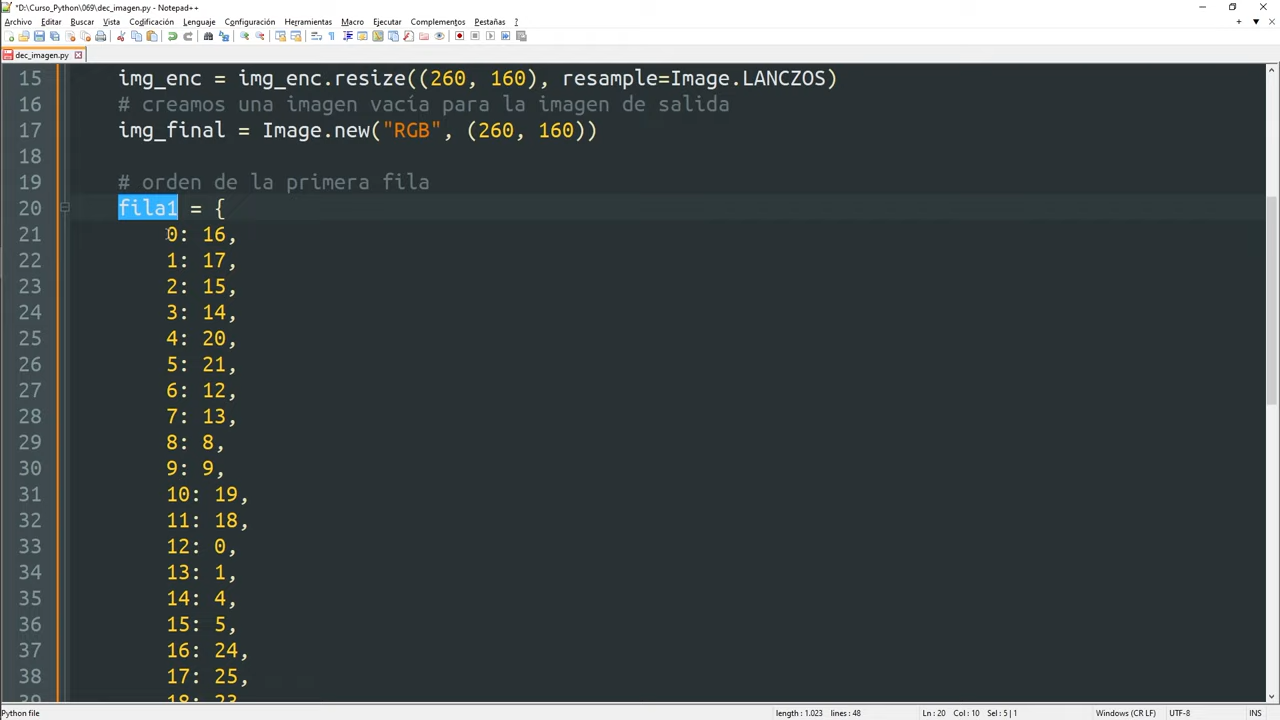 *D:\Curso_Python\069\dec_imagen.py - Notepad++
Archivo Editar Buscar Vista Codificación Lenguaje Configuración Herramientas Macro Ejecutar Complementos Pestañas ?
dec_imagen.py
15 img_enc = img_enc.resize((260, 160), resample=Image.LANCZOS)
16 # creamos una imagen vacía para la imagen de salida
17 img_final = Image.new("RGB", (260, 160))
18
19 # orden de la primera fila
20 fila1 = {
21 0: 16,
22 1: 17,
23 2: 15,
24 3: 14,
25 4: 20,
26 5: 21,
27 6: 12,
28 7: 13,
29 8: 8,
30 9: 9,
31 10: 19,
32 11: 18,
33 12: 0,
34 13: 1,
35 14: 4,
36 15: 5,
37 16: 24,
38 17: 25,
39 18: 23
Python file length : 1.023 lines : 48 Ln : 20 Col : 10 Sel : 5 | 1 Windows (CR LF) UTF-8 INS